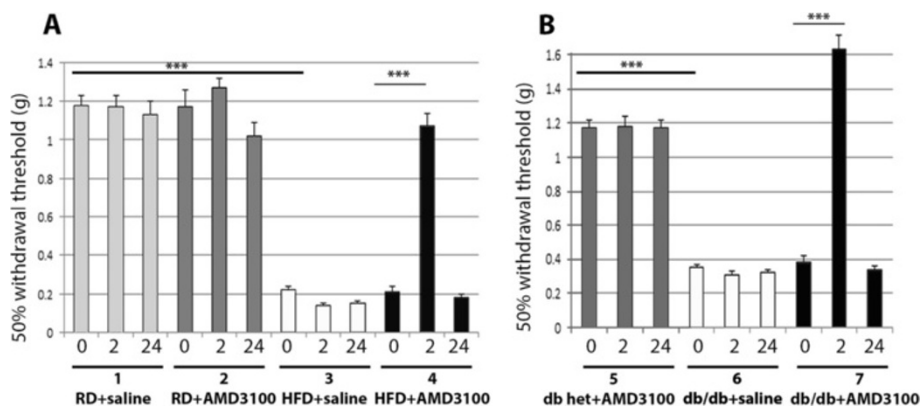 A
B
50% withdrawal threshold (g)
1.4
1.2
1
0.8
0.6
0.4
0.2
0
***
***
0 2 24 0 2 24 0 2 24 0 2 24
1 2 3 4
RD+saline RD+AMD3100 HFD+saline HFD+AMD3100
50% withdrawal threshold (g)
1.6
1.4
1.2
1
0.8
0.6
0.4
0.2
0
***
***
0 2 24 0 2 24 0 2 24
5 6 7
db het+AMD3100 db/db+saline db/db+AMD3100